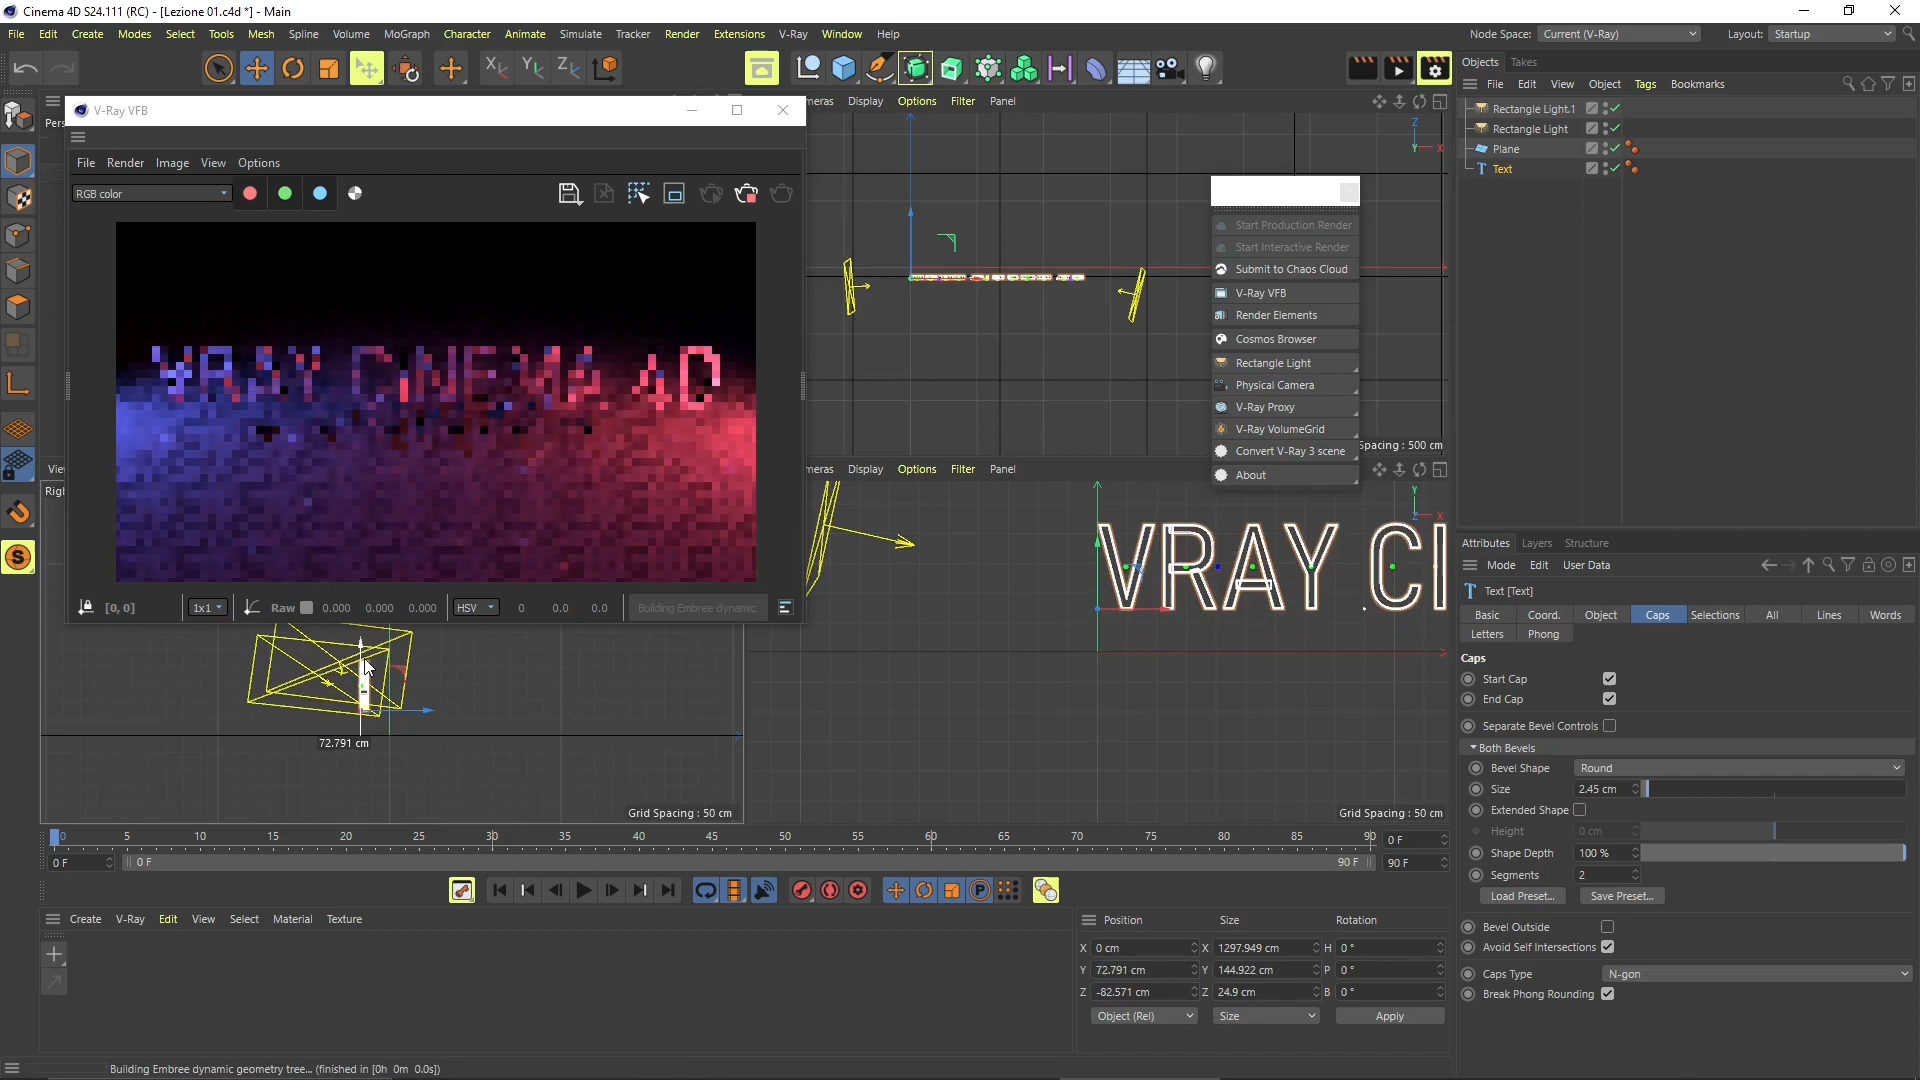 Cinema 4D S24.111 (RC) - [Lezione 01.c4d *] - Main
File Edit Create Modes Select Tools Mesh Spline Volume MoGraph Character Animate Simulate Tracker Render Extensions V-Ray Window Help
Node Space: Current (V-Ray) Layout: Startup
Objects Takes
File Edit View Object Tags Bookmarks
Rectangle Light.1
Rectangle Light
Plane
Text
V-Ray VFB
File Render Image View Options
RGB color
VRAY CINEMA 4D
[0, 0] 1x1 Raw 0.000 0.000 0.000 HSV 0 0.0 0.0 Building Embree dynamic
meras Display Options Filter Panel
Z
Y X
Spacing : 500 cm
Start Production Render
Start Interactive Render
Submit to Chaos Cloud
V-Ray VFB
Render Elements
Cosmos Browser
Rectangle Light
Physical Camera
V-Ray Proxy
V-Ray VolumeGrid
Convert V-Ray 3 scene
About
meras Display Options Filter Panel
Y
Z X
VRAY CI
Grid Spacing : 50 cm
Pers
Vie
Righ
72.791 cm
Grid Spacing : 50 cm
0 5 10 15 20 25 30 35 40 45 50 55 60 65 70 75 80 85 90 0 F
0 F 0 F 90 F 90 F
Create V-Ray Edit View Select Material Texture
Position Size Rotation
X 0 cm X 1297.949 cm H 0 °
Y 72.791 cm Y 144.922 cm P 0 °
Z -82.571 cm Z 24.9 cm B 0 °
Object (Rel) Size Apply
Attributes Layers Structure
Mode Edit User Data
Text [Text]
Basic Coord. Object Caps Selections All Lines Words
Letters Phong
Caps
Start Cap
End Cap
Separate Bevel Controls
Both Bevels
Bevel Shape Round
Size 2.45 cm
Extended Shape
Height 0 cm
Shape Depth 100 %
Segments 2
Load Preset... Save Preset...
Bevel Outside
Avoid Self Intersections
Caps Type N-gon
Break Phong Rounding
Building Embree dynamic geometry tree... (finished in [0h 0m 0.0s])